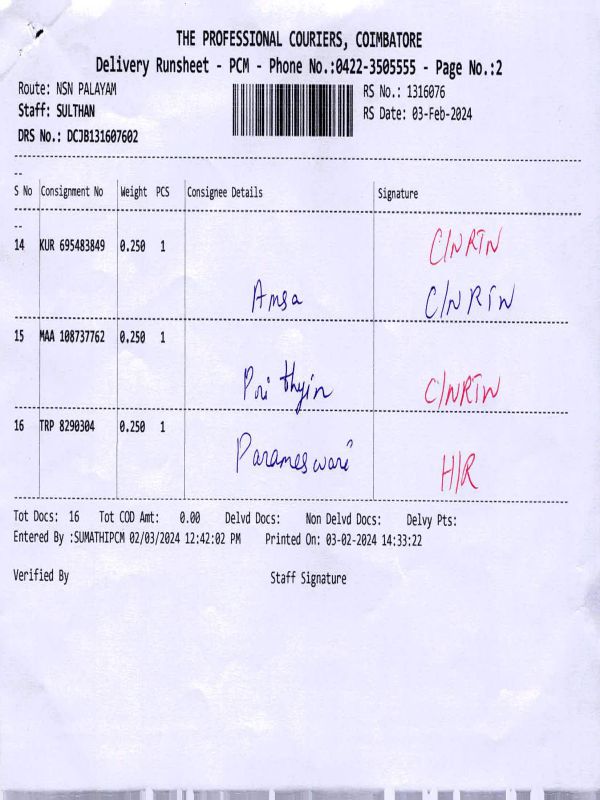 THE PROFESSIONAL COURIERS, COIMBATORE
Delivery Runsheet - PCM - Phone No.:0422-3505555 - Page No.:2
Route: NSN PALAYAM RS No.: 1316076
Staff: SULTHAN RS Date: 03-Feb-2024
DRS No.: DCJB131607602
S No Consignment No Weight PCS Consignee Details Signature
14 KUR 695483849 0.250 1 C/NRTN
Amsa C/NRTN
15 MAA 108737762 0.250 1
Pri thyin C/NRTN
16 TRP 8290304 0.250 1
Parameswari H/R
Tot Docs: 16 Tot COD Amt: 0.00 Delvd Docs: Non Delvd Docs: Delvy Pts:
Entered By :SUMATHIPCM 02/03/2024 12:42:02 PM Printed On: 03-02-2024 14:33:22
Verified By Staff Signature